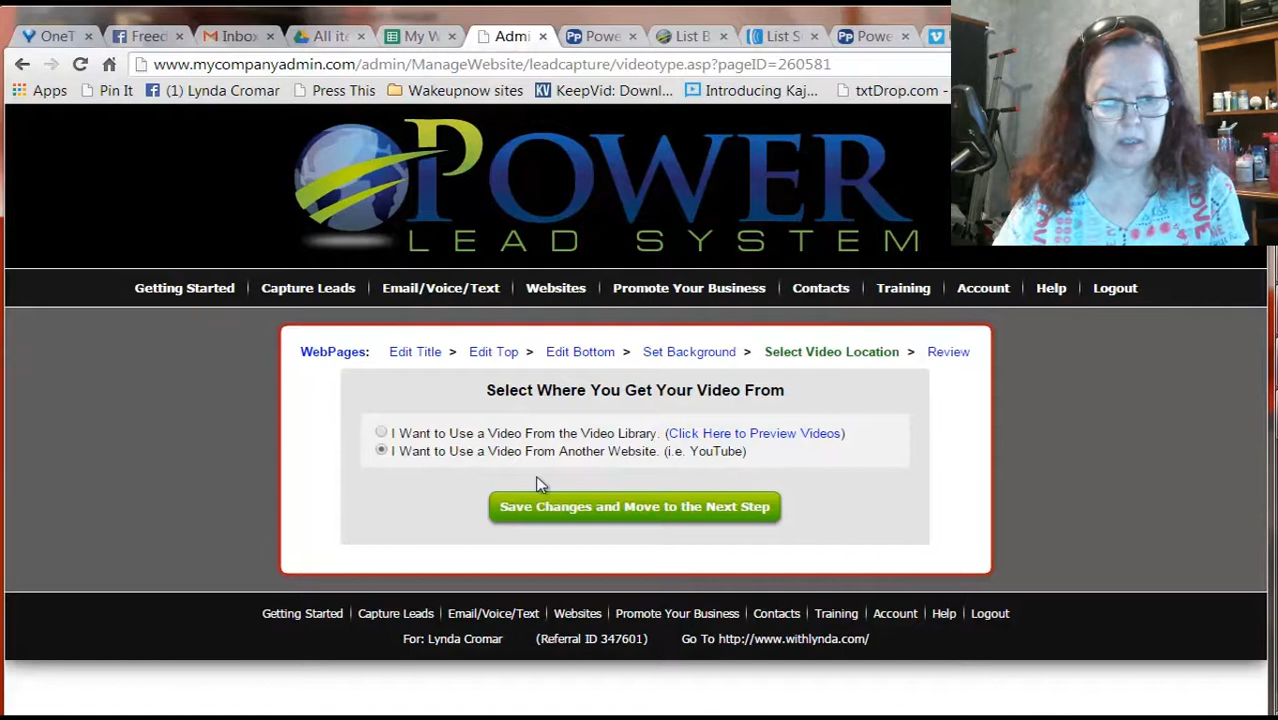 OneT
Freed
Inbox
All ite
My W
Admi
Powe
List B
List S
Powe
www.mycompanyadmin.com/admin/ManageWebsite/leadcapture/videotype.asp?pageID=260581
Apps
Pin It
(1) Lynda Cromar
Press This
Wakeupnow sites
KeepVid: Downl...
Introducing Kaj...
txtDrop.com -
POWER
LEAD SYSTEM
Getting Started
Capture Leads
Email/Voice/Text
Websites
Promote Your Business
Contacts
Training
Account
Help
Logout
WebPages: Edit Title > Edit Top > Edit Bottom > Set Background > Select Video Location > Review
Select Where You Get Your Video From
I Want to Use a Video From the Video Library. (Click Here to Preview Videos)
I Want to Use a Video From Another Website. (i.e. YouTube)
Save Changes and Move to the Next Step
Getting Started
Capture Leads
Email/Voice/Text
Websites
Promote Your Business
Contacts
Training
Account
Help
Logout
For: Lynda Cromar (Referral ID 347601) Go To http://www.withlynda.com/